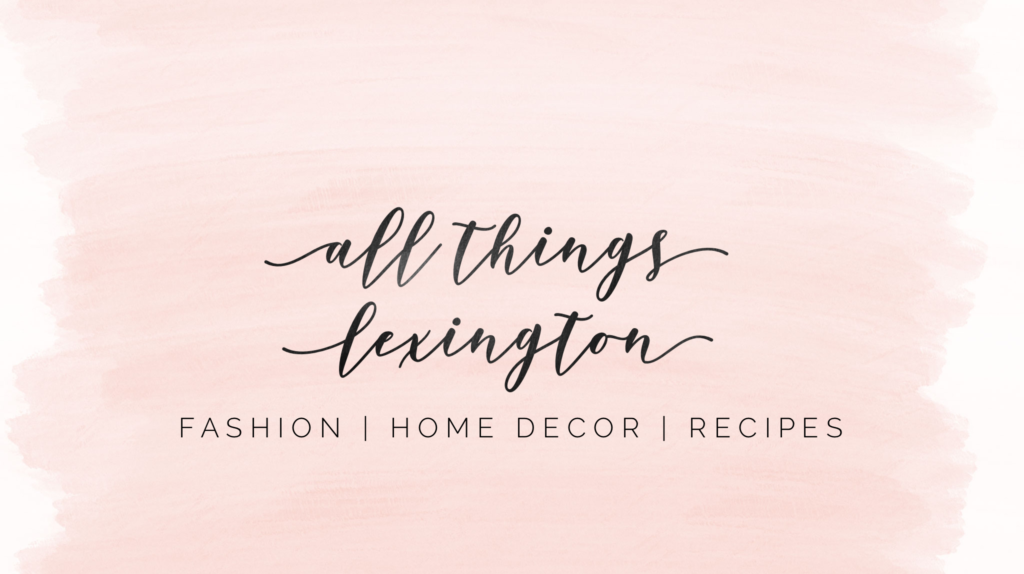 all things
lexington
FASHION | HOME DECOR | RECIPES